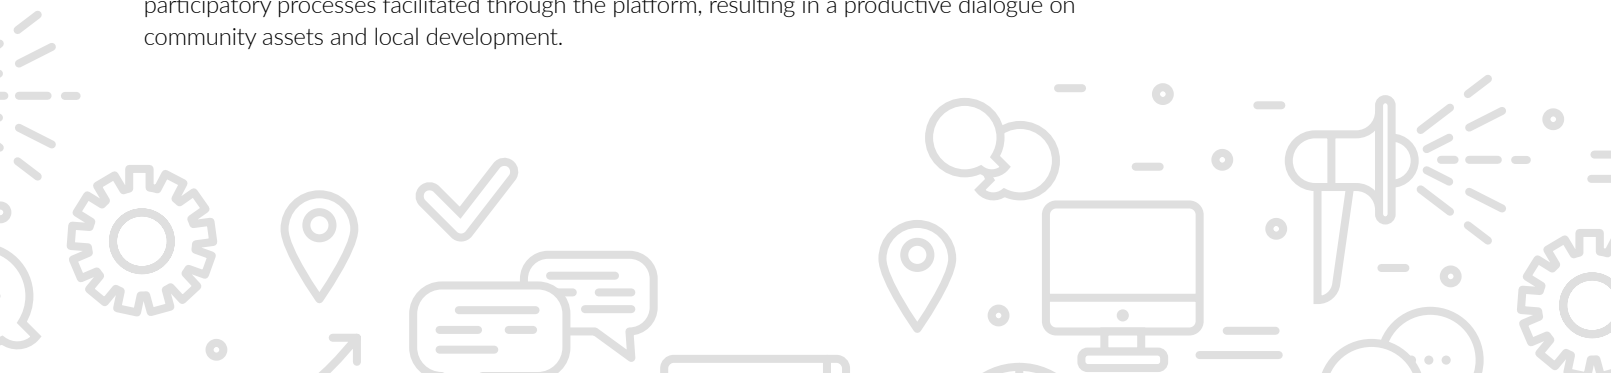 participatory processes facilitated through the platform, resulting in a productive dialogue on
community assets and local development.